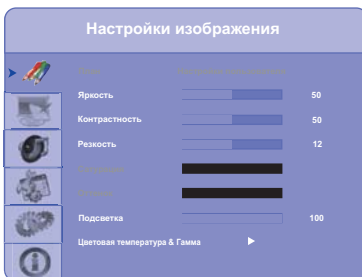 Настройки изображения
Яркость 50
Контрастность 50
Резкость 12
Подсветка 100
Цветовая температура & Гамма